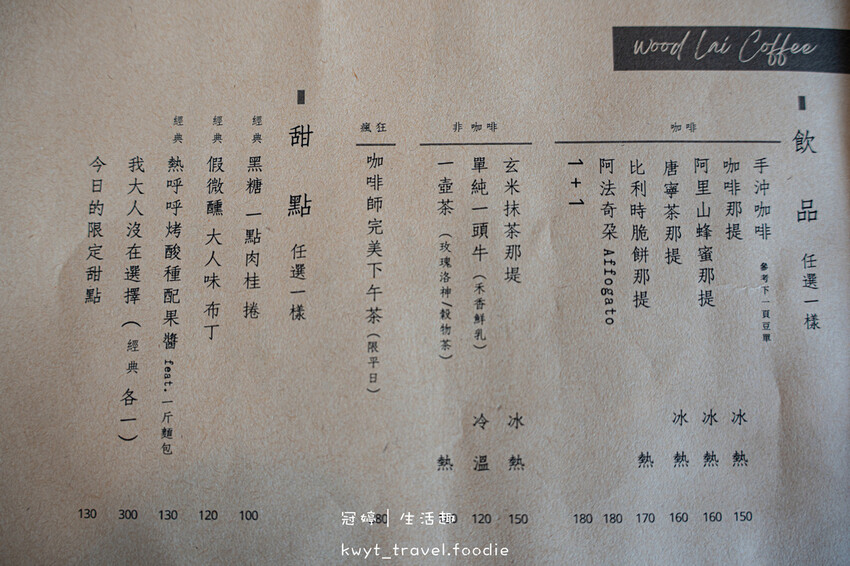 Wood Lai Coffee
飲品 任選一樣
咖啡
手沖咖啡 參考下一頁豆單
咖啡那提 冰 熱 150
阿里山蜂蜜那提 冰 熱 160
唐寧茶那提 冰 熱 160
比利時脆餅那提 熱 170
阿法奇朶 Affogato 180
1+1 180
非咖啡
玄米抹茶那堤 冰 熱 150
單純一頭牛(禾香鮮乳) 冷 溫 120
一壺茶(玫瑰洛神/穀物茶) 熱
瘋狂
咖啡師完美下午茶(限平日)
甜點 任選一樣
經典 黑糖 一點肉桂 捲 100
經典 假微醺 大人味 布丁 120
經典 熱呼呼烤酸種配果醬 feat.一斤麵包 130
我大人沒在選擇(經典 各一) 300
今日的限定甜點 130
冠婷|生活趣
kwyt_travel.foodie